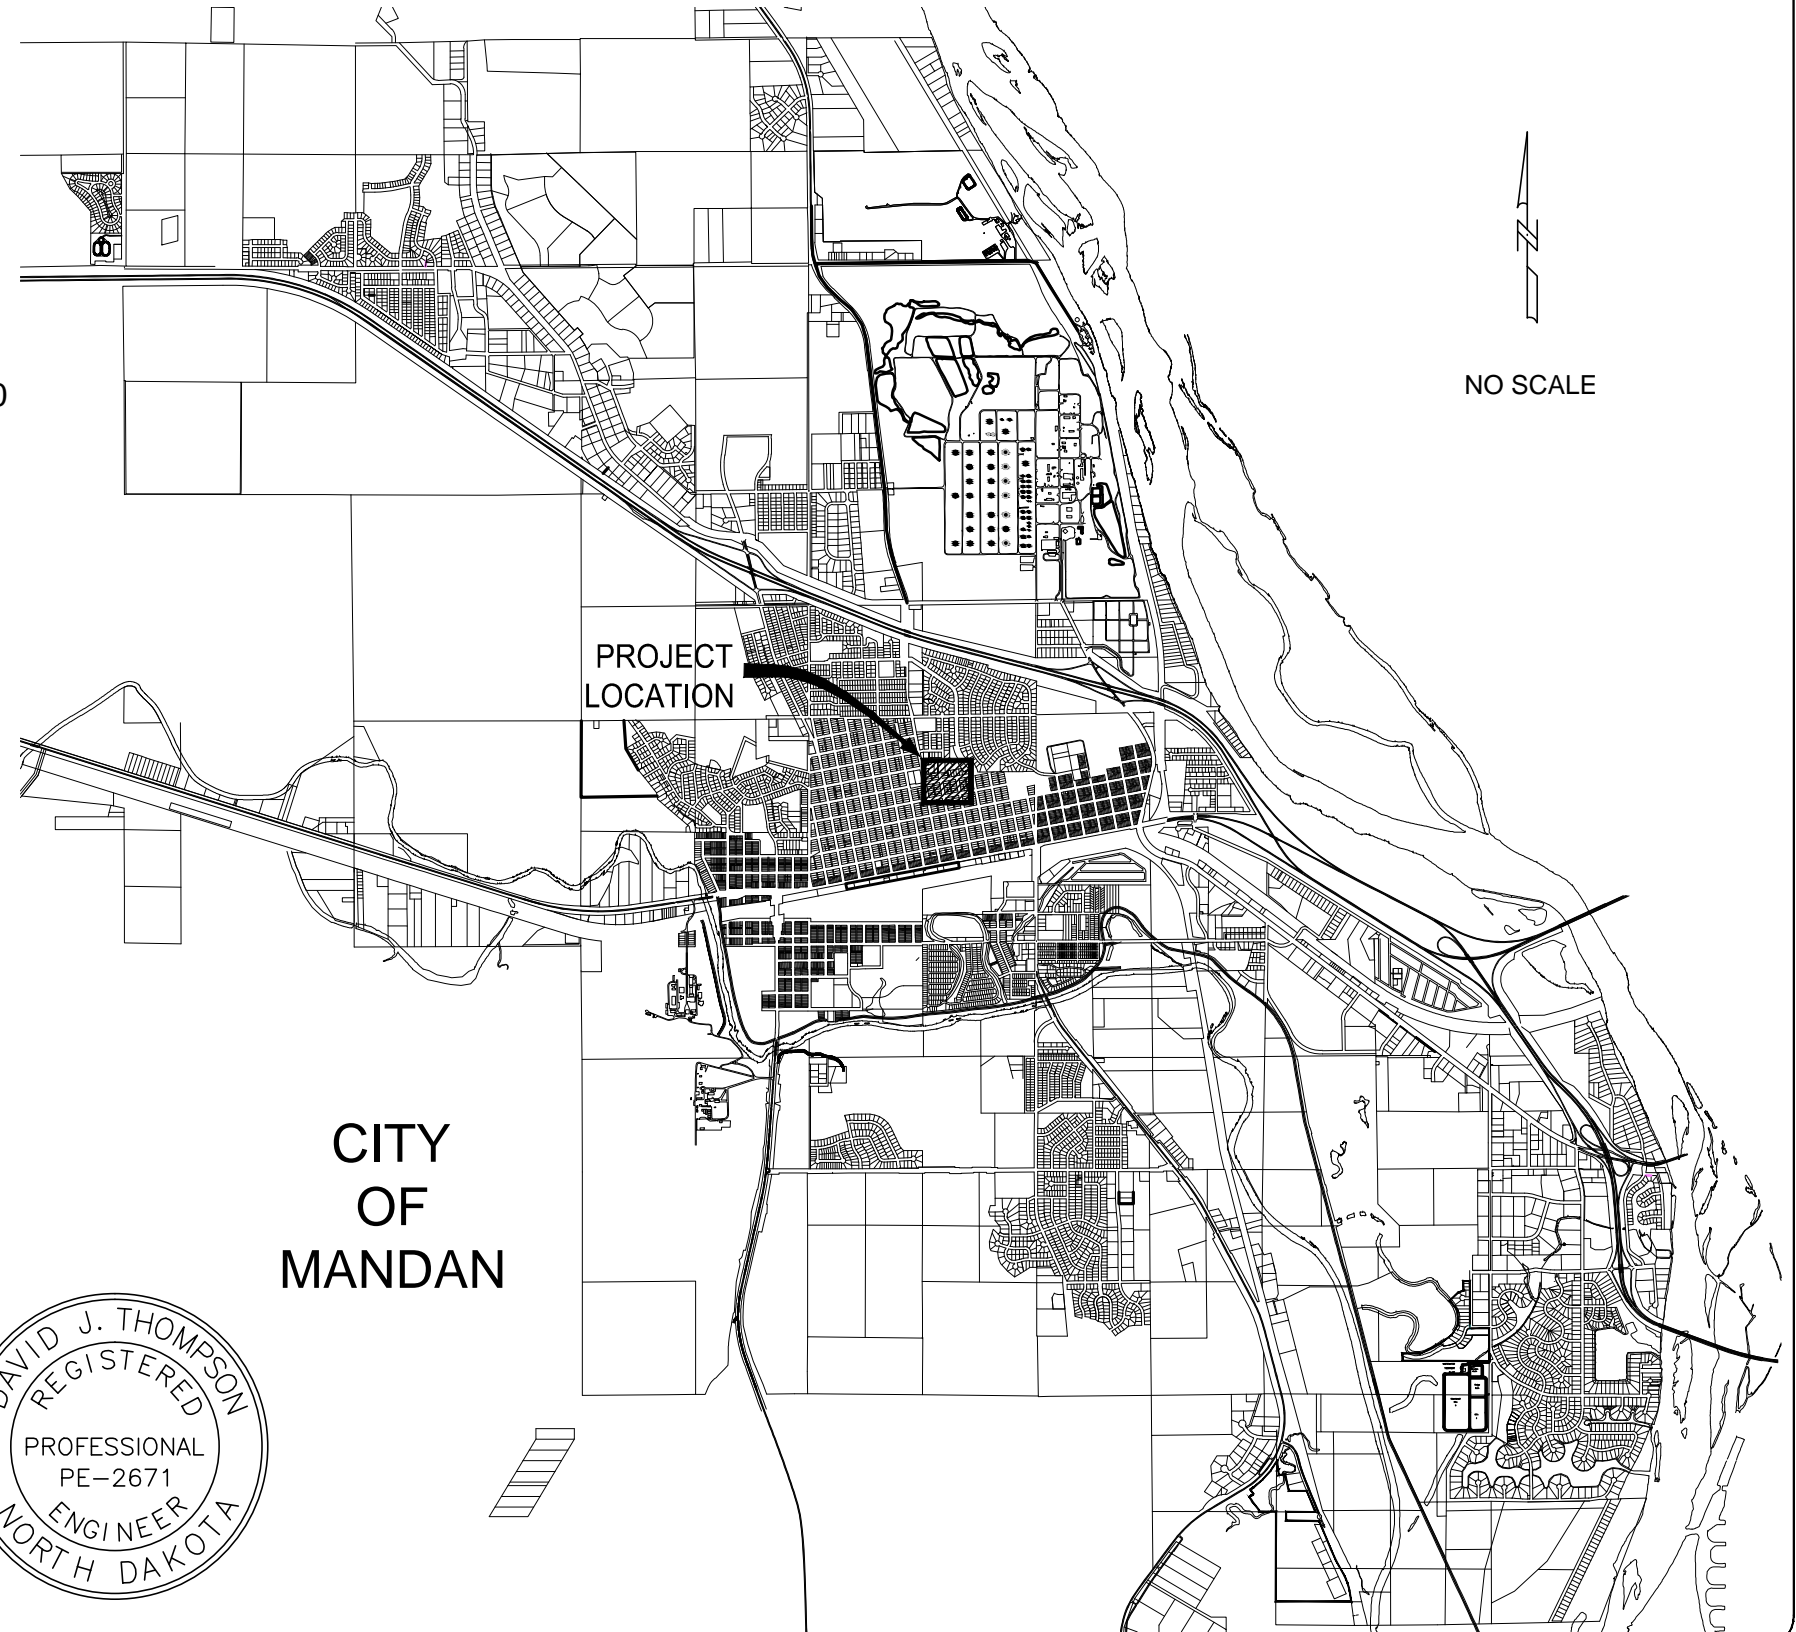 NO SCALE
PROJECT
LOCATION
CITY
OF
MANDAN
DAVID J. THOMPSON
REGISTERED
PROFESSIONAL
PE-2671
ENGINEER
NORTH DAKOTA